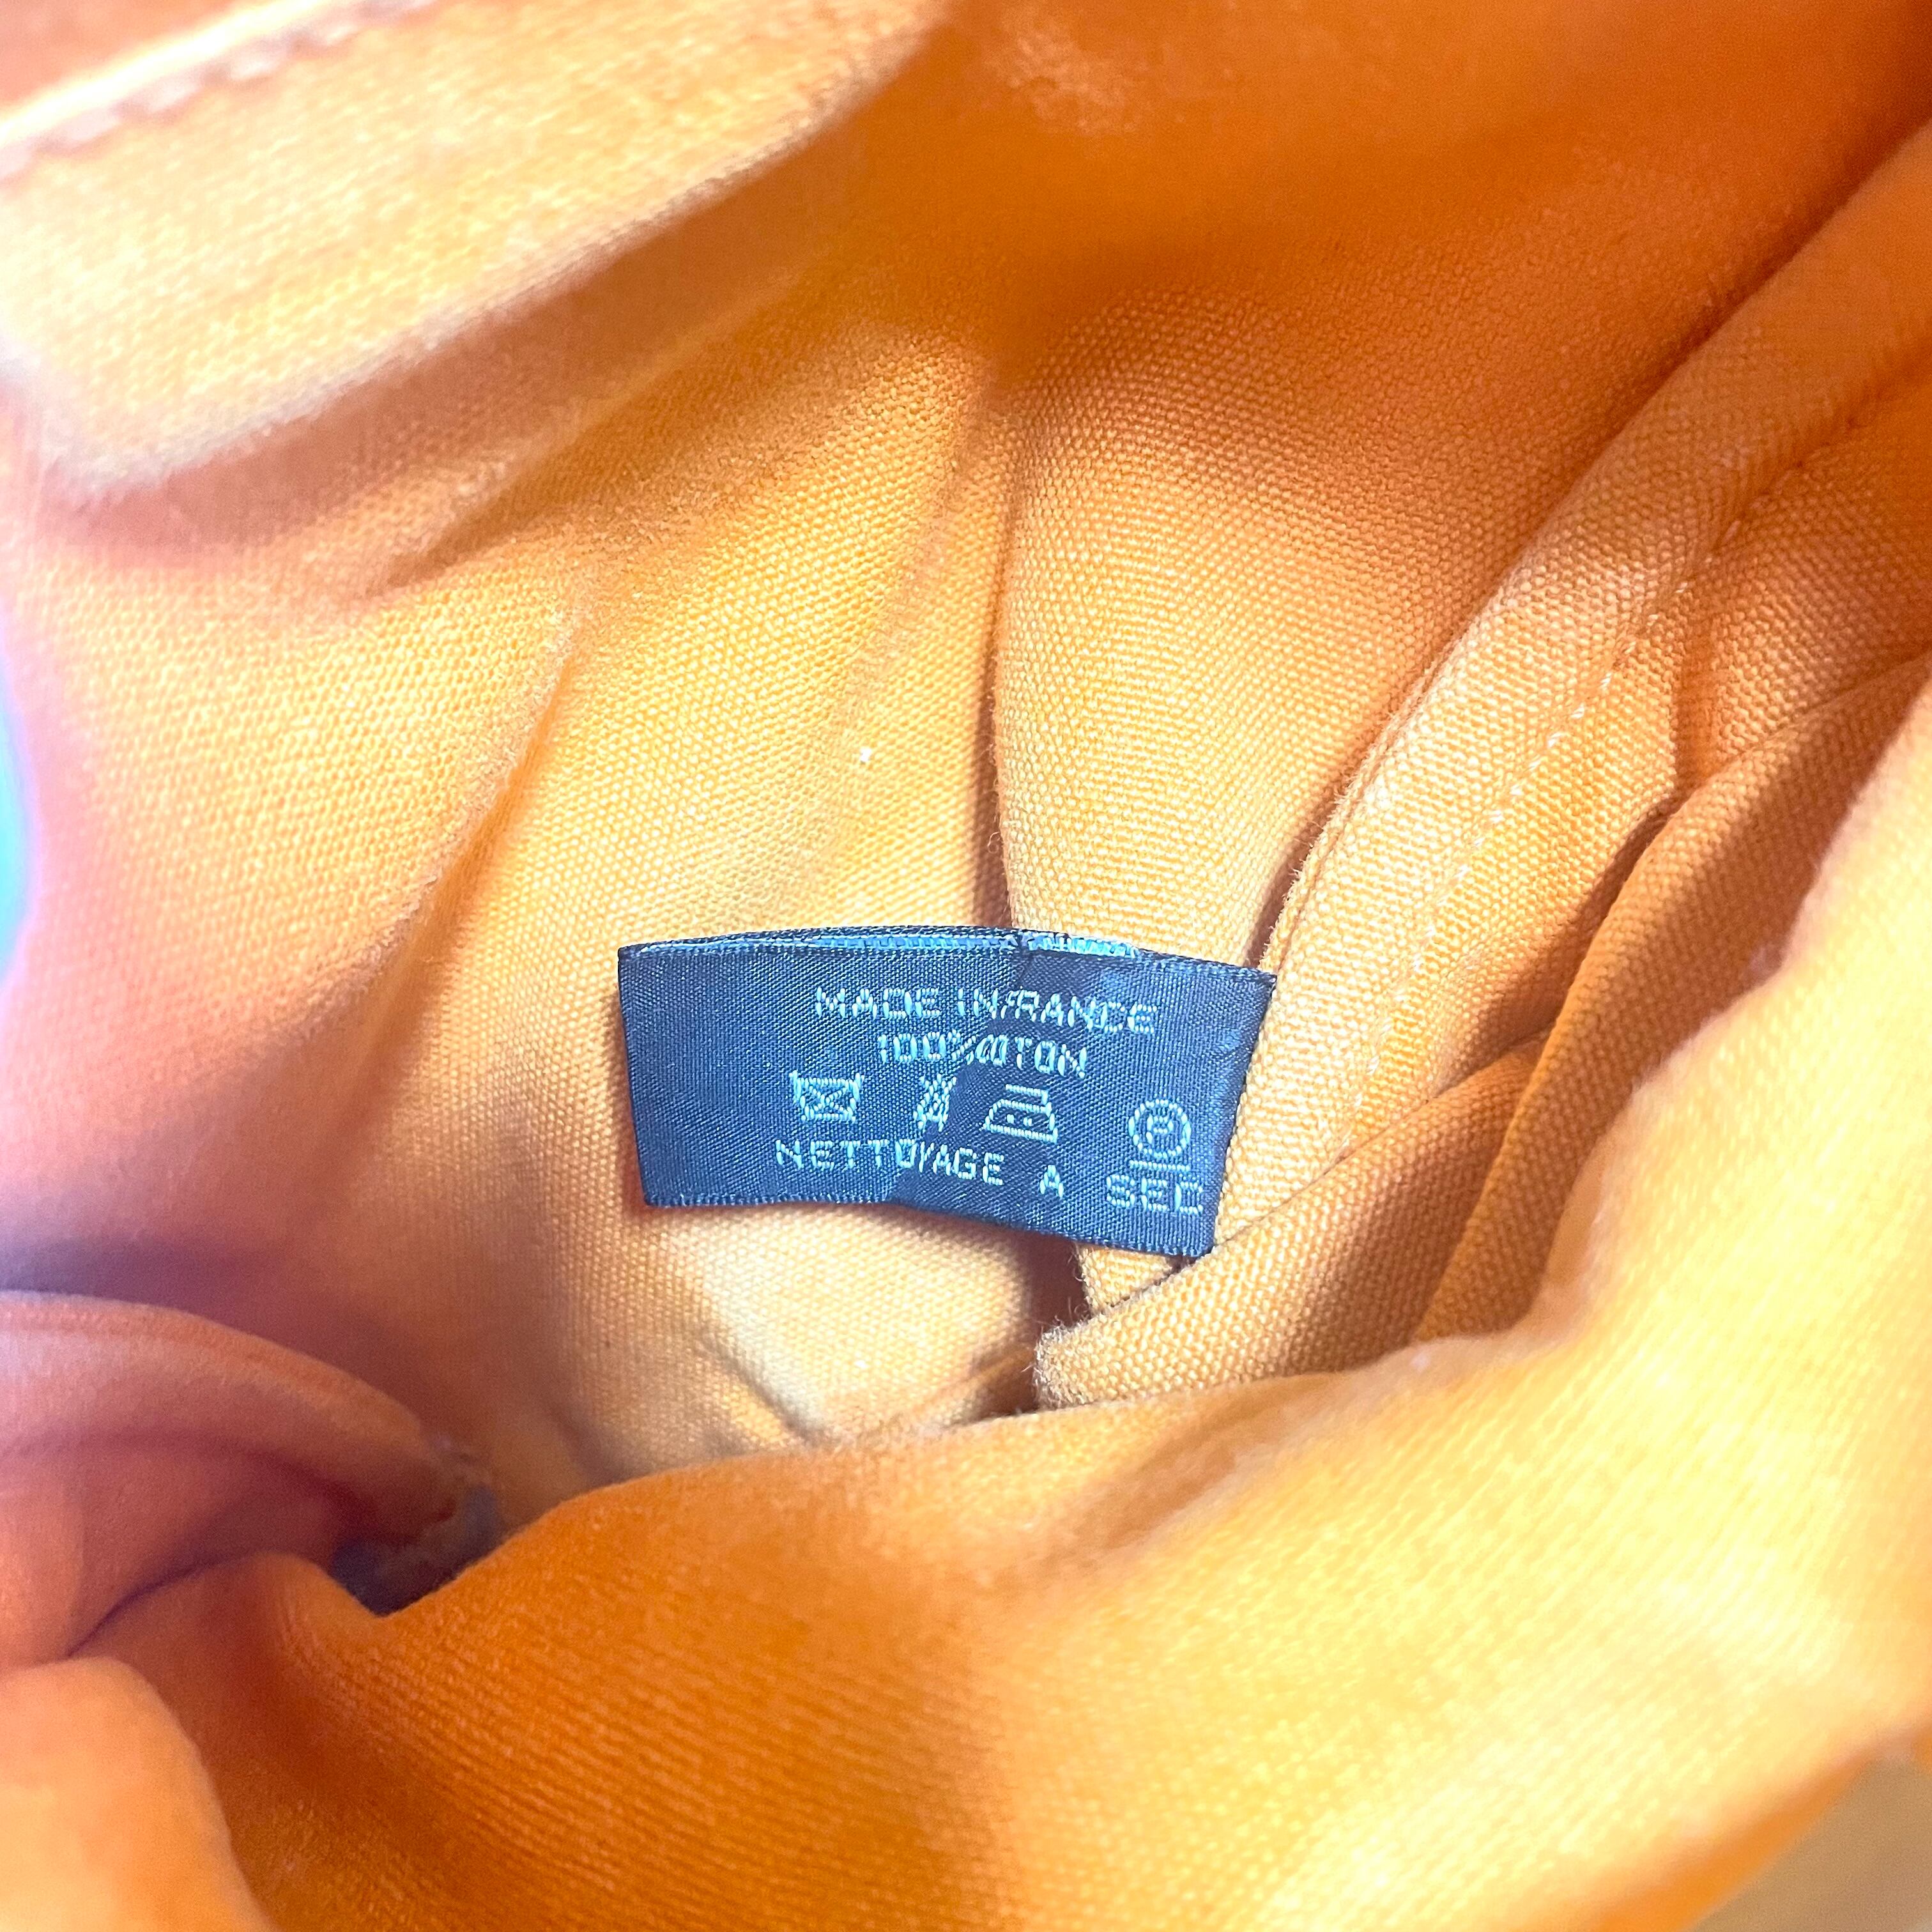 MADE IN FRANCE
100% COTON
P
NETTOYAGE A SEC